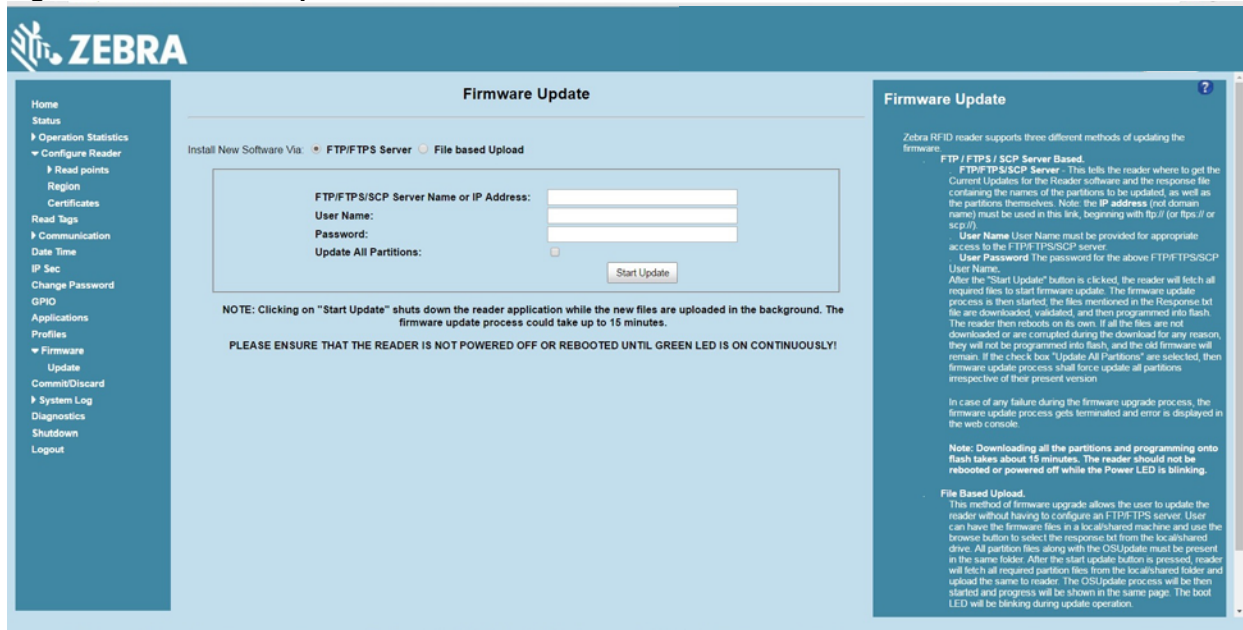 ZEBRA
Home
Status
Operation Statistics
Configure Reader
Read points
Region
Certificates
Read Tags
Communication
Date Time
IP Sec
Change Password
GPIO
Applications
Profiles
Firmware
Update
Commit/Discard
System Log
Diagnostics
Shutdown
Logout
Firmware Update
Install New Software Via: FTP/FTPS Server File based Upload
FTP/FTPS/SCP Server Name or IP Address:
User Name:
Password:
Update All Partitions:
Start Update
NOTE: Clicking on "Start Update" shuts down the reader application while the new files are uploaded in the background. The
firmware update process could take up to 15 minutes.
PLEASE ENSURE THAT THE READER IS NOT POWERED OFF OR REBOOTED UNTIL GREEN LED IS ON CONTINUOUSLY!
?
Firmware Update
Zebra RFID reader supports three different methods of updating the
firmware.
. FTP / FTPS / SCP Server Based.
. FTP/FTPS/SCP Server - This tells the reader where to get the
Current Updates for the Reader software and the response file
containing the names of the partitions to be updated, as well as
the partitions themselves. Note: the IP address (not domain
name) must be used in this link, beginning with ftp:// (or ftps:// or
scp://).
. User Name User Name must be provided for appropriate
access to the FTP/FTPS/SCP server.
. User Password The password for the above FTP/FTPS/SCP
User Name.
After the "Start Update" button is clicked, the reader will fetch all
required files to start firmware update. The firmware update
process is then started; the files mentioned in the Response.txt
file are downloaded, validated, and then programmed into flash.
The reader then reboots on its own. If all the files are not
downloaded or are corrupted during the download for any reason,
they will not be programmed into flash, and the old firmware will
remain. If the check box "Update All Partitions" are selected, then
firmware update process shall force update all partitions
irrespective of their present version
In case of any failure during the firmware upgrade process, the
firmware update process gets terminated and error is displayed in
the web console.
Note: Downloading all the partitions and programming onto
flash takes about 15 minutes. The reader should not be
rebooted or powered off while the Power LED is blinking.
. File Based Upload.
This method of firmware upgrade allows the user to update the
reader without having to configure an FTP/FTPS server. User
can have the firmware files in a local/shared machine and use the
browse button to select the response.txt from the local/shared
drive. All partition files along with the OSUpdate must be present
in the same folder. After the start update button is pressed, reader
will fetch all required partition files from the local/shared folder and
upload the same to reader. The OSUpdate process will be then
started and progress will be shown in the same page. The boot
LED will be blinking during update operation.